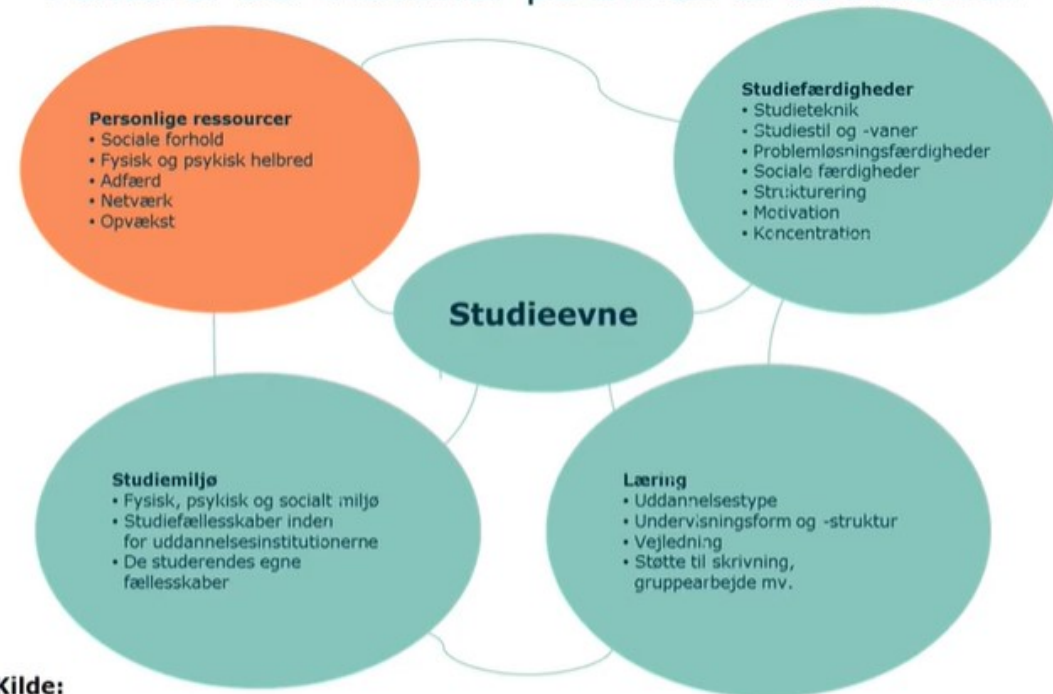 Personlige ressourcer
• Sociale forhold
• Fysisk og psykisk helbred
• Adfærd
• Netværk
• Opvækst
Studiefærdigheder
• Studieteknik
• Studiestil og -vaner
• Problemløsningsfærdigheder
• Sociale færdigheder
• Strukturering
• Motivation
• Koncentration
Studieevne
Studiemiljø
• Fysisk, psykisk og socialt miljø
• Studiefællesskaber inden
for uddannelsesinstitutionerne
• De studerendes egne
fællesskaber
Læring
• Uddannelsestype
• Undervisningsform og -struktur
• Vejledning
• Støtte til skrivning,
gruppearbejde mv.
Kilde: